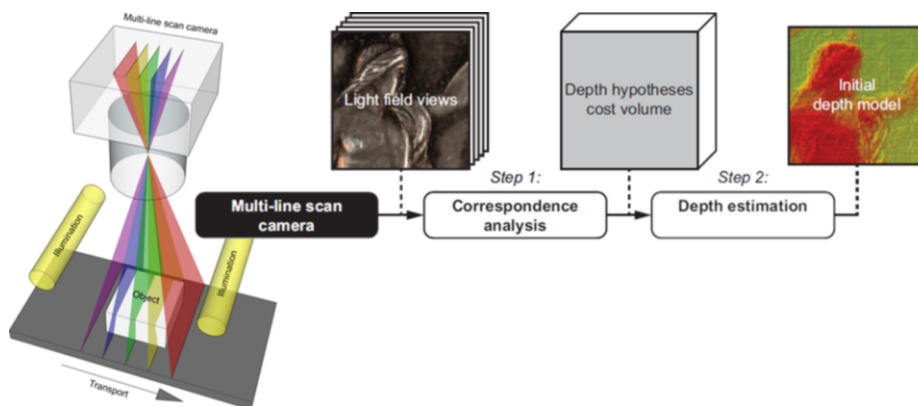 Multi-line scan camera
Illumination
Illumination
Object
Transport
Light field views
Depth hypotheses
cost volume
Initial
depth model
Step 1:
Step 2:
Multi-line scan
camera
Correspondence
analysis
Depth estimation